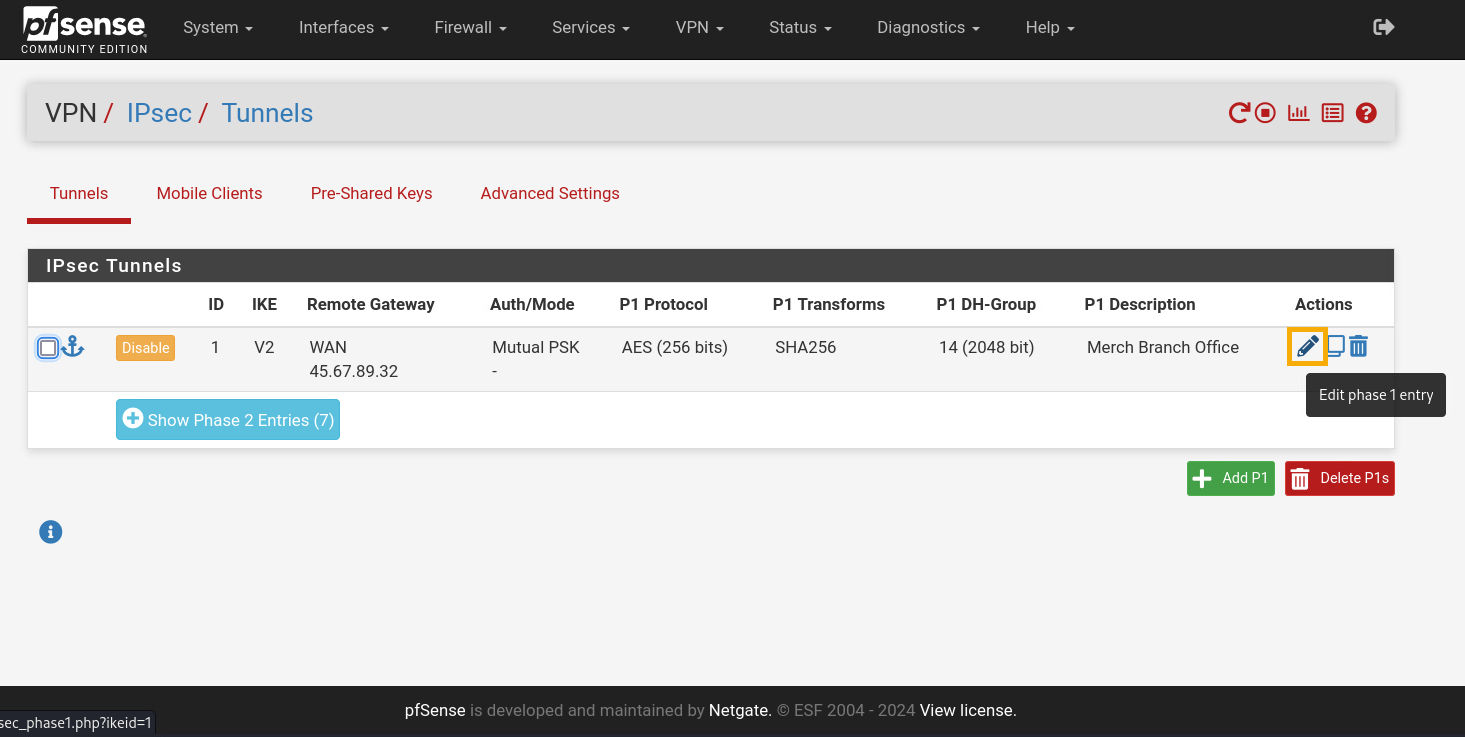 pfsense
COMMUNITY EDITION
System Interfaces Firewall Services VPN Status Diagnostics Help
VPN / IPsec / Tunnels
Tunnels Mobile Clients Pre-Shared Keys Advanced Settings
IPsec Tunnels
ID IKE Remote Gateway Auth/Mode P1 Protocol P1 Transforms P1 DH-Group P1 Description Actions
Disable 1 V2 WAN Mutual PSK AES (256 bits) SHA256 14 (2048 bit) Merch Branch Office
45.67.89.32 -
Edit phase 1 entry
Show Phase 2 Entries (7)
Add P1 Delete P1s
pfSense is developed and maintained by Netgate. © ESF 2004 - 2024 View license.
sec_phase1.php?ikeid=1